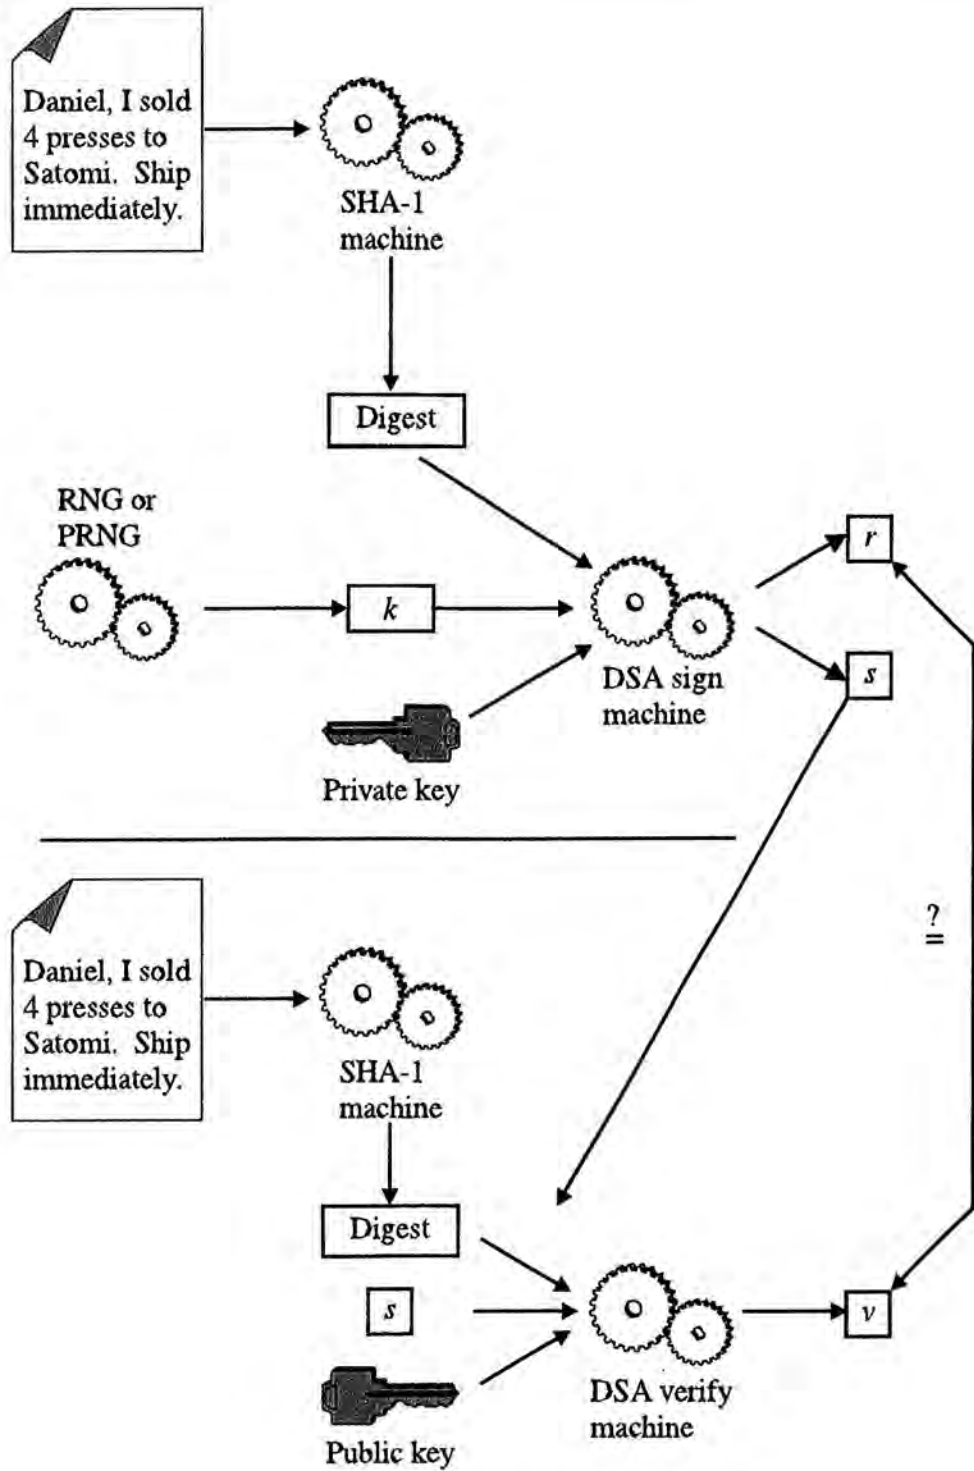 Daniel, I sold
4 presses to
Satomi. Ship
immediately.
SHA-1
machine
Digest
RNG or
PRNG
k
r
s
DSA sign
machine
Private key
?
=
Daniel, I sold
4 presses to
Satomi. Ship
immediately.
SHA-1
machine
Digest
s
v
DSA verify
machine
Public key